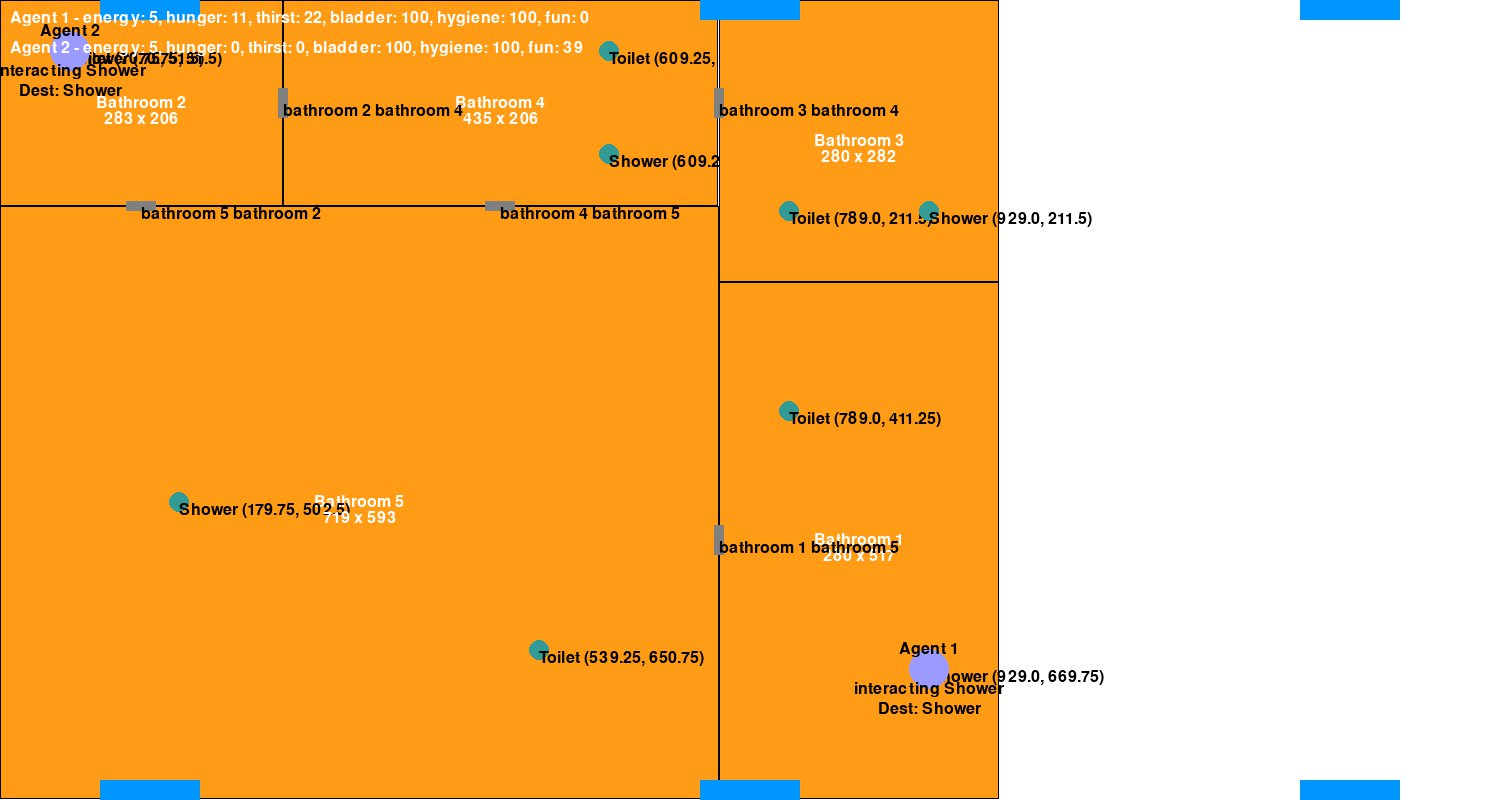 Agent 1 - energy: 5, hunger: 11, thirst: 22, bladder: 100, hygiene: 100, fun: 0
Agent 2
Agent 2 - energy: 5, hunger: 0, thirst: 0, bladder: 100, hygiene: 100, fun: 39
Toilet (609.25,
nteracting Shower
Dest: Shower
Bathroom 2
283 x 206
bathroom 2 bathroom 4
Bathroom 4
435 x 206
bathroom 3 bathroom 4
Bathroom 3
280 x 282
Shower (609.2
bathroom 5 bathroom 2
bathroom 4 bathroom 5
Toilet (789.0, 211.5)
Shower (929.0, 211.5)
Toilet (789.0, 411.25)
Bathroom 5
719 x 593
Shower (179.75, 502.5)
Bathroom 1
280 x 517
bathroom 1 bathroom 5
Toilet (539.25, 650.75)
Agent 1
hower (929.0, 669.75)
interacting Shower
Dest: Shower